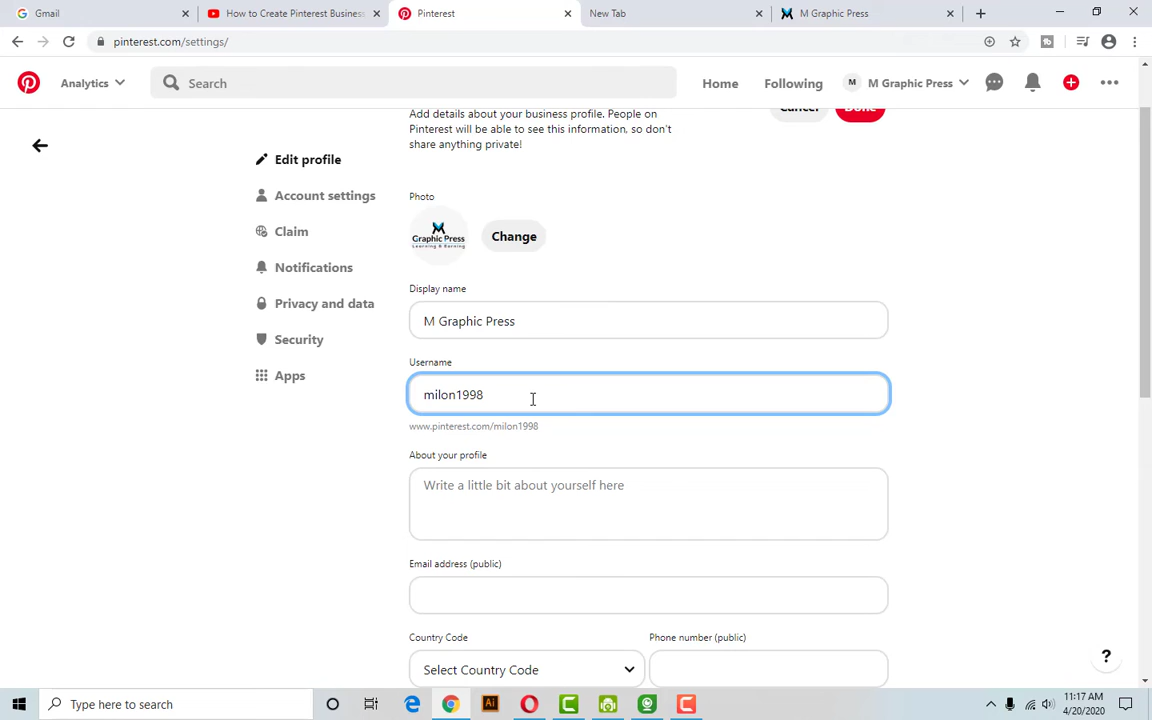 Gmail
How to Create Pinterest Business
Pinterest
New Tab
M Graphic Press
pinterest.com/settings/
Analytics
Search
Home
Following
M
M Graphic Press
Add details about your business profile. People on
Pinterest will be able to see this information, so don't
share anything private!
Cancel
Done
Edit profile
Account settings
Claim
Notifications
Privacy and data
Security
Apps
Photo
Graphic Press
Learning & Earning
Change
Display name
M Graphic Press
Username
milon1998
www.pinterest.com/milon1998
About your profile
Write a little bit about yourself here
Email address (public)
Country Code
Phone number (public)
Select Country Code
?
Type here to search
Ai
11:17 AM
4/20/2020